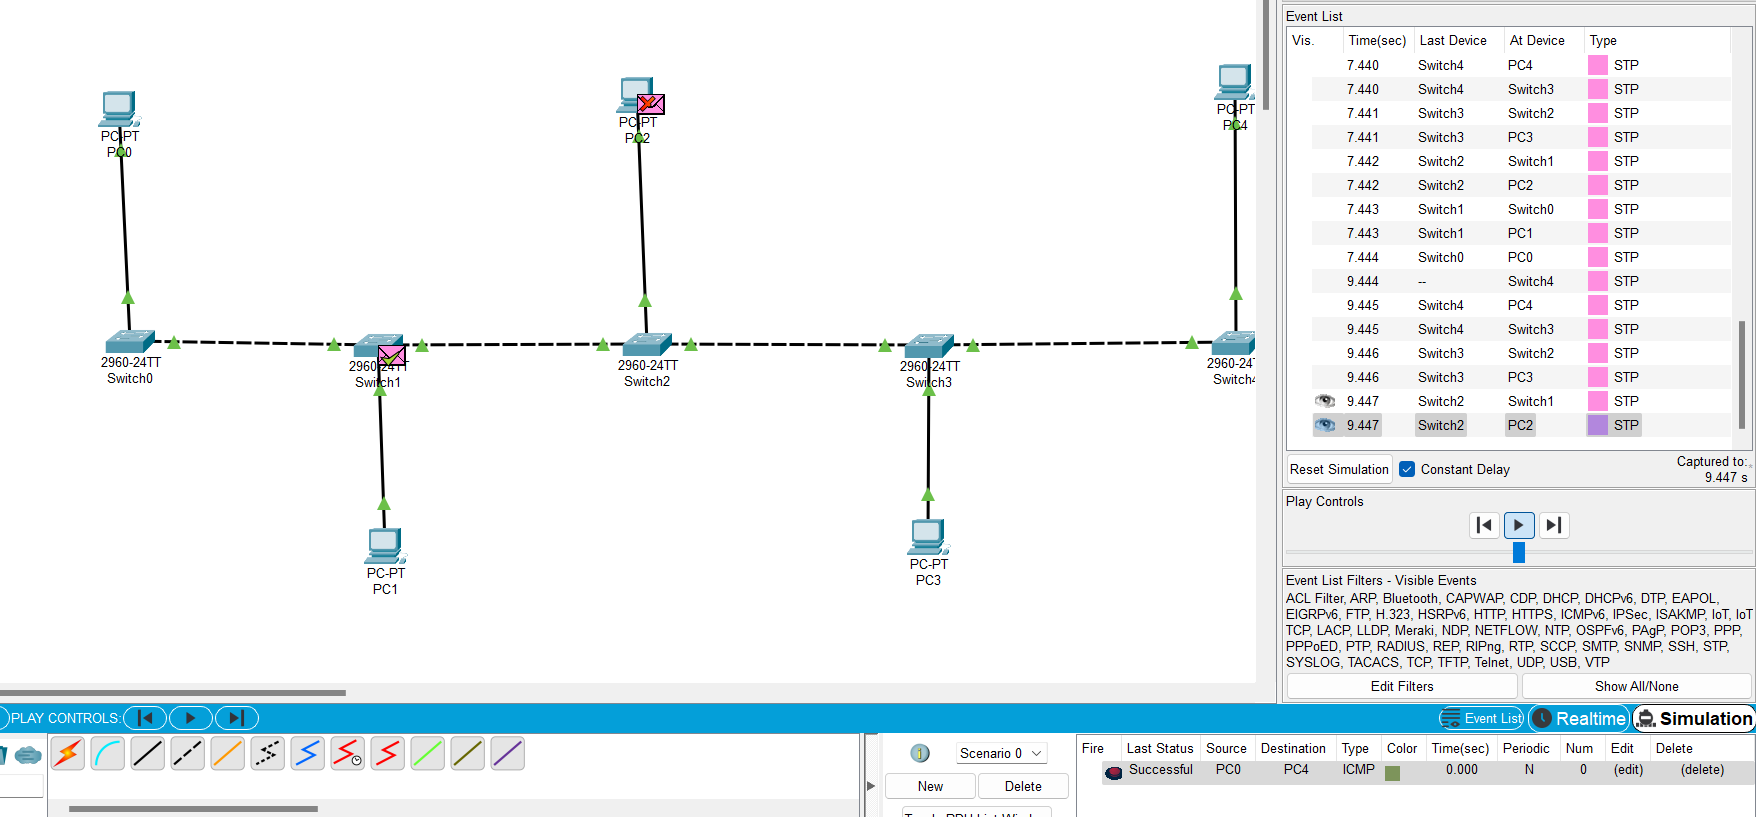 PC-PT
PC0
PC-PT
PC2
PC-PT
PC4
2960-24TT
Switch0
2960-24TT
Switch1
2960-24TT
Switch2
2960-24TT
Switch3
Switch4
PC-PT
PC1
PC-PT
PC3
Event List
Vis. Time(sec) Last Device At Device Type
7.440 Switch4 PC4 STP
7.440 Switch4 Switch3 STP
7.441 Switch3 Switch2 STP
7.441 Switch3 PC3 STP
7.442 Switch2 Switch1 STP
7.442 Switch2 PC2 STP
7.443 Switch1 Switch0 STP
7.443 Switch1 PC1 STP
7.444 Switch0 PC0 STP
9.444 -- Switch4 STP
9.445 Switch4 PC4 STP
9.445 Switch4 Switch3 STP
9.446 Switch3 Switch2 STP
9.446 Switch3 PC3 STP
9.447 Switch2 Switch1 STP
9.447 Switch2 PC2 STP
Reset Simulation Constant Delay Captured to:
9.447 s
Play Controls
Event List Filters - Visible Events
ACL Filter, ARP, Bluetooth, CAPWAP, CDP, DHCP, DHCPv6, DTP, EAPOL,
EIGRPv6, FTP, H.323, HSRPv6, HTTP, HTTPS, ICMPv6, IPSec, ISAKMP, IoT, IoT
TCP, LACP, LLDP, Meraki, NDP, NETFLOW, NTP, OSPFv6, PAgP, POP3, PPP,
PPPoED, PTP, RADIUS, REP, RIPng, RTP, SCCP, SMTP, SNMP, SSH, STP,
SYSLOG, TACACS, TCP, TFTP, Telnet, UDP, USB, VTP
Edit Filters Show All/None
PLAY CONTROLS: Event List Realtime Simulation
Scenario 0
New Delete
Fire Last Status Source Destination Type Color Time(sec) Periodic Num Edit Delete
Successful PC0 PC4 ICMP 0.000 N 0 (edit) (delete)